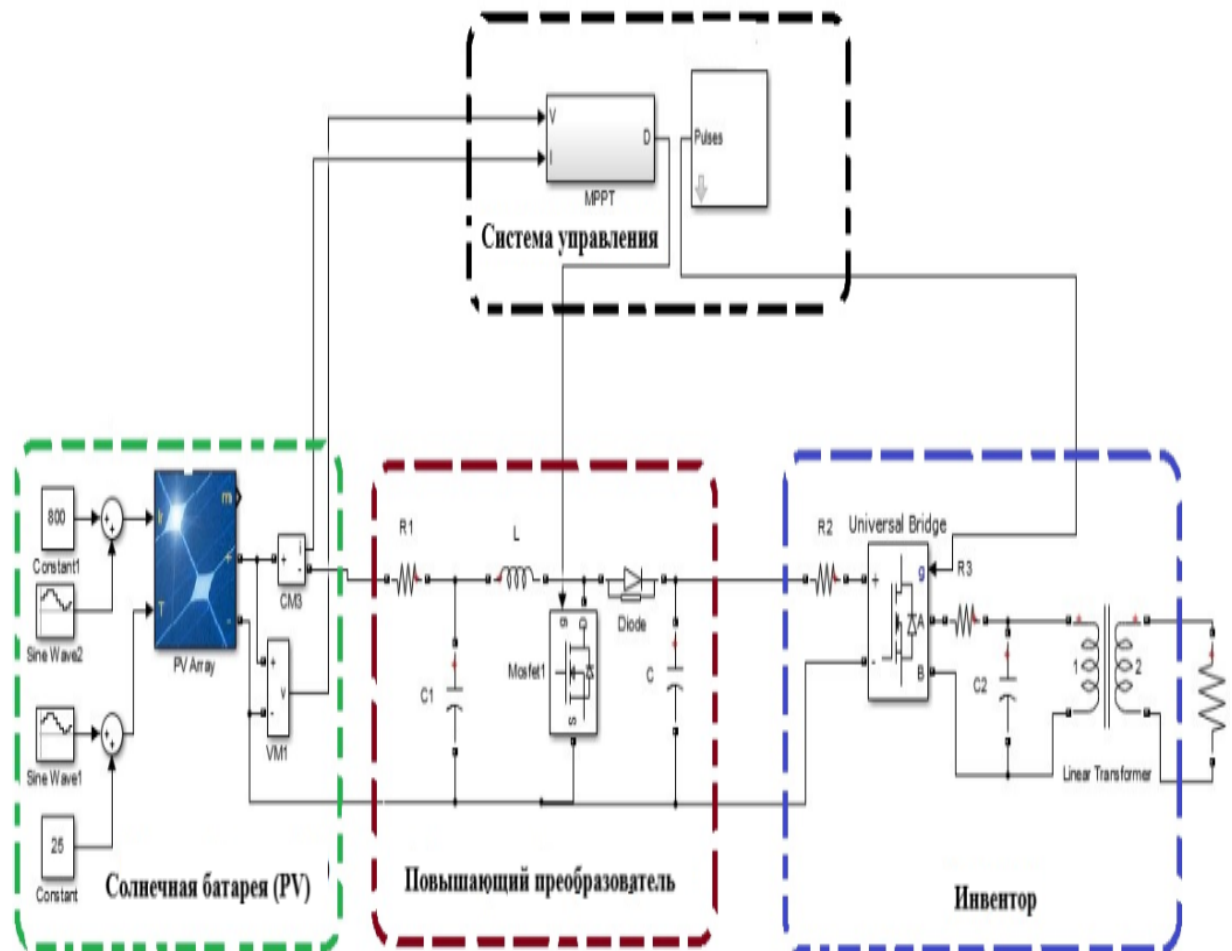 V
I
D
MPPT
Pulses
Система управления
800
Constant1
Sine Wave2
Sine Wave1
25
Constant
Ir
T
m
+
-
PV Array
+
-
i
CM3
+
-
v
VM1
Солнечная батарея (PV)
R1
L
C1
g
D
S
Mosfet1
Diode
C
Повышающий преобразователь
R2
Universal Bridge
+
-
g
A
B
R3
C2
1
2
Linear Transformer
Инвентор